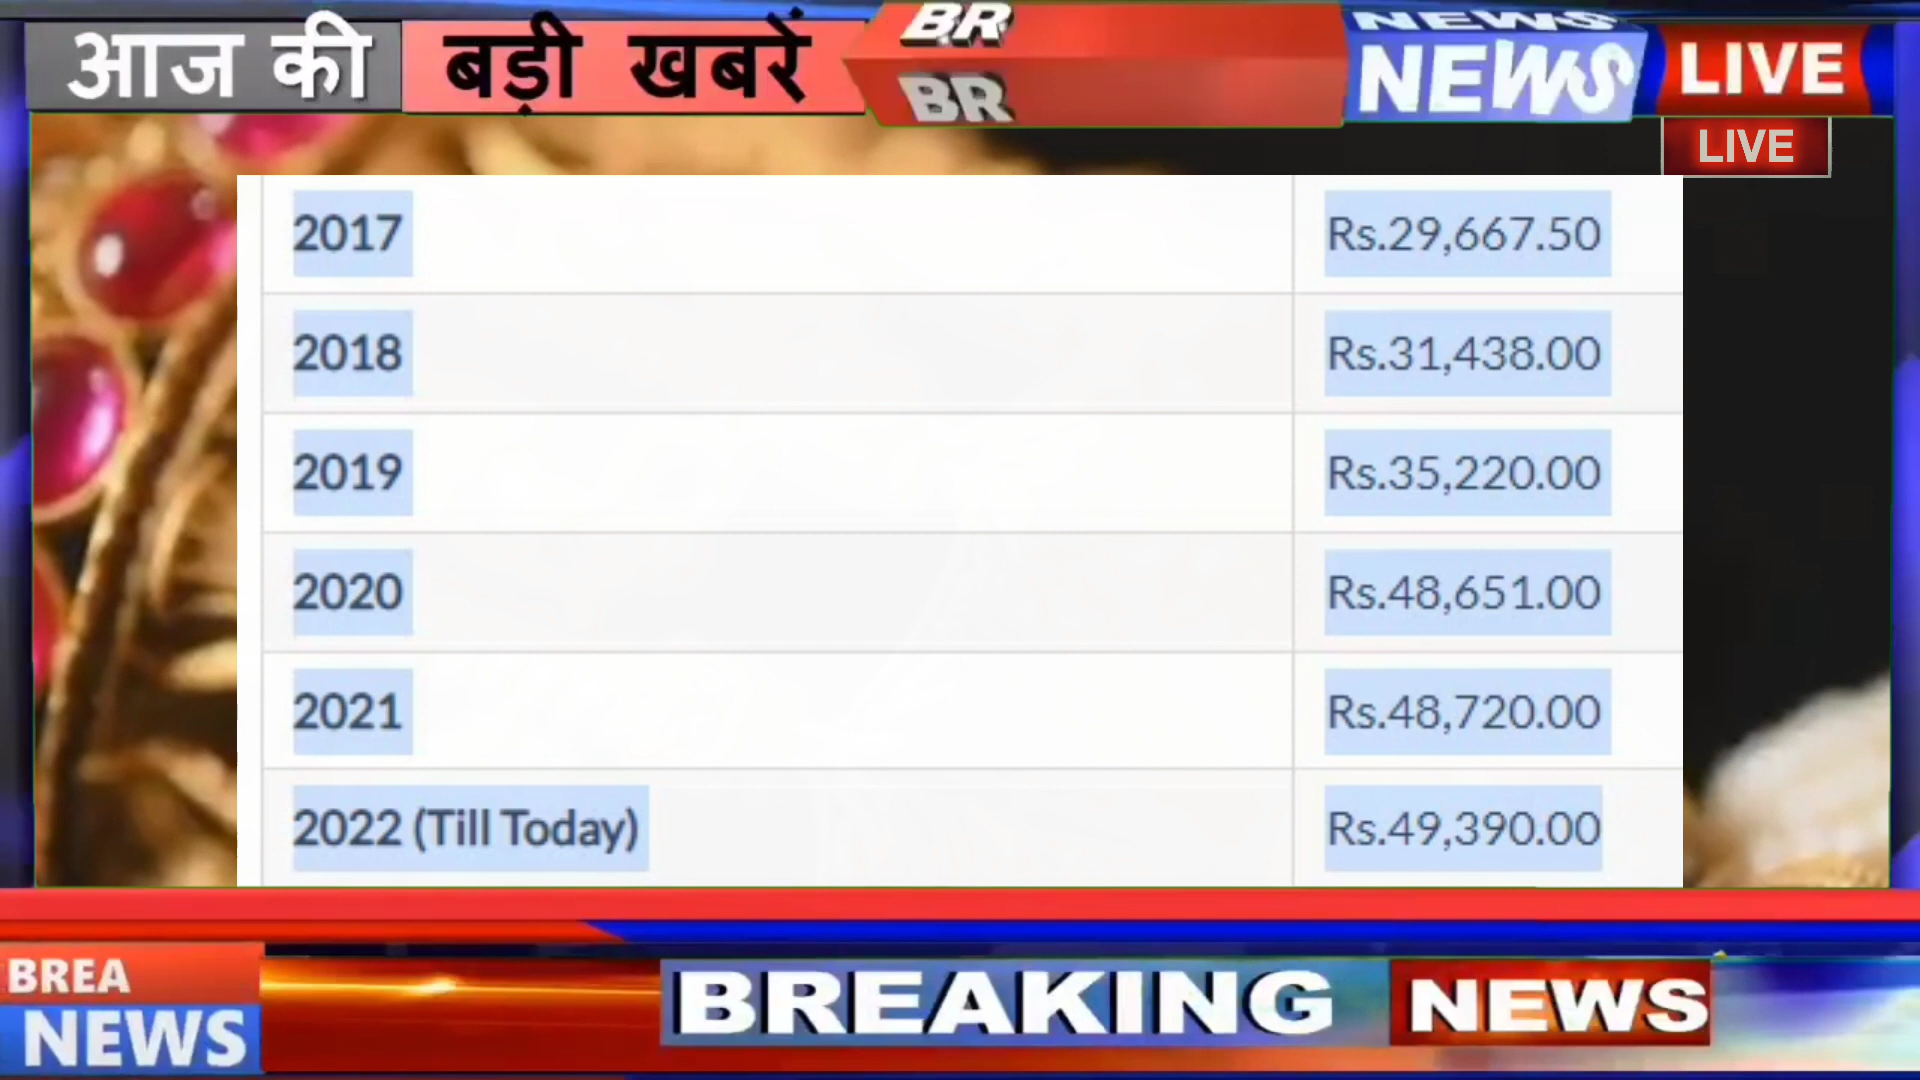 आज की बड़ी खबरें
BR
BR
NEWS
NEWS
LIVE
LIVE
2017 Rs.29,667.50
2018 Rs.31,438.00
2019 Rs.35,220.00
2020 Rs.48,651.00
2021 Rs.48,720.00
2022 (Till Today) Rs.49,390.00
BREA
NEWS
BREAKING NEWS